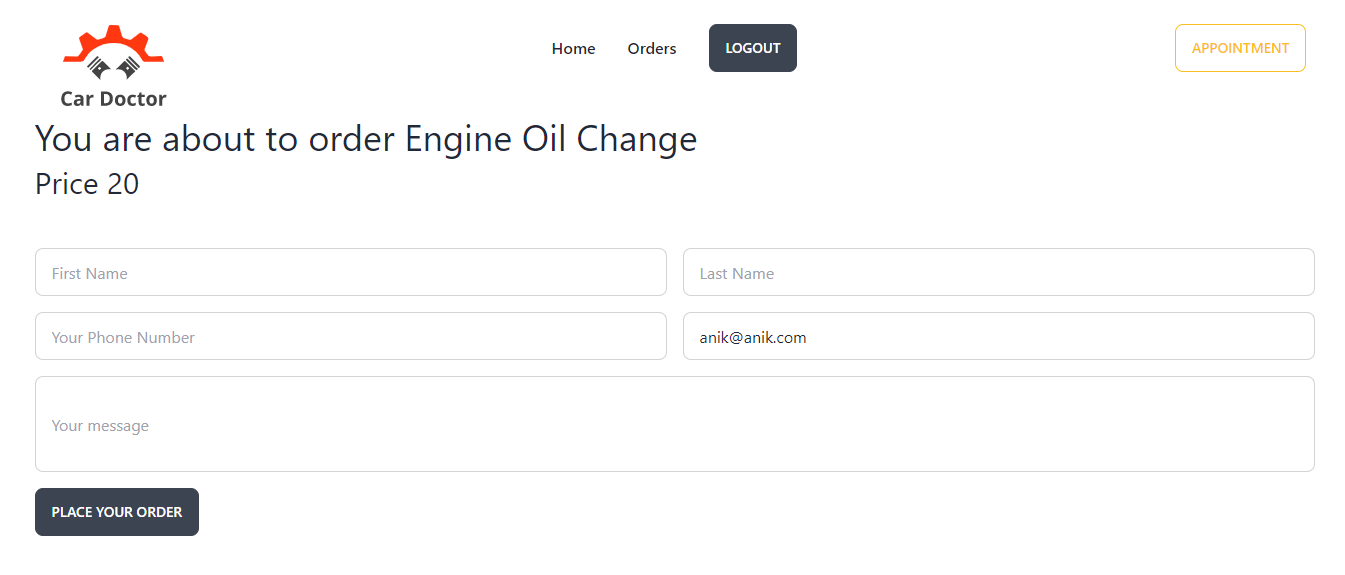 Home Orders LOGOUT APPOINTMENT
Car Doctor
You are about to order Engine Oil Change
Price 20
First Name Last Name
Your Phone Number anik@anik.com
Your message
PLACE YOUR ORDER